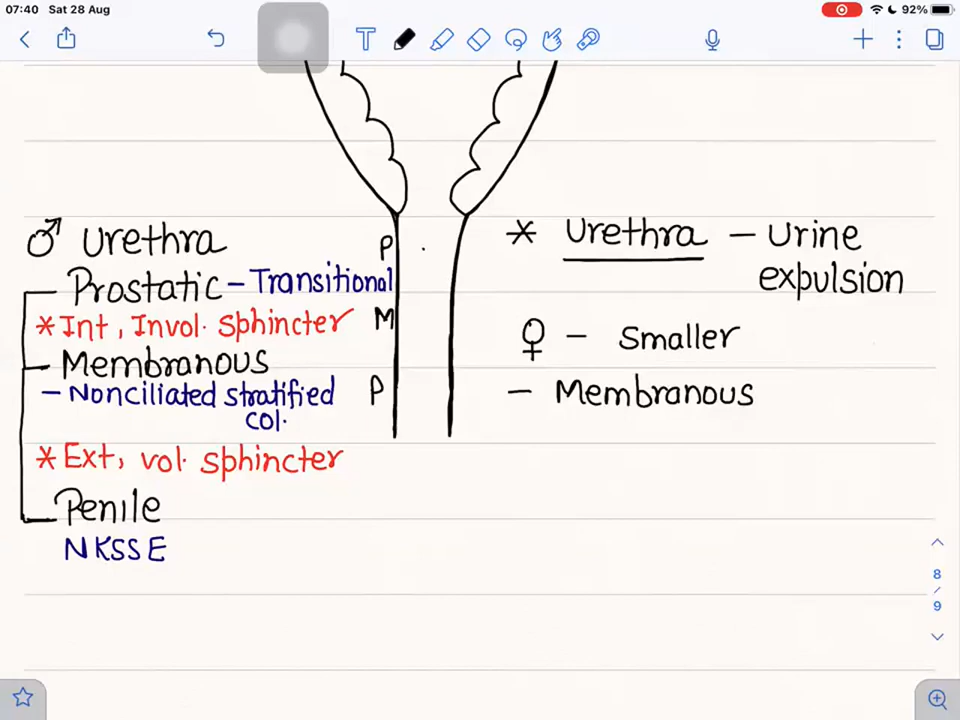 07:40 Sat 28 Aug
92%
T
♂ Urethra
Prostatic - Transitional
* Int, Invol. sphincter
Membranous
- Nonciliated stratified
col.
* Ext, vol. sphincter
Penile
NKSSE
P
M
P
* Urethra - Urine
expulsion
♀ - Smaller
- Membranous
8
/
9